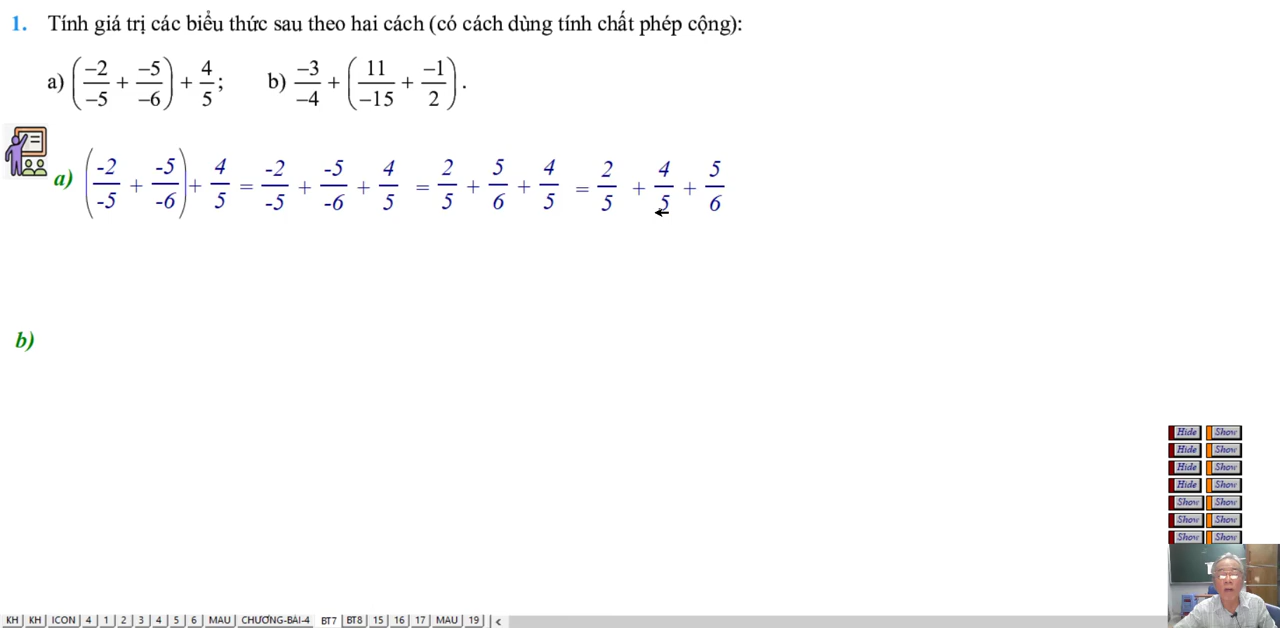 1. Tính giá trị các biểu thức sau theo hai cách (có cách dùng tính chất phép cộng):
a) (−2/−5 + −5/−6) + 4/5; b) −3/−4 + (11/−15 + −1/2).
a) (-2/-5 + -5/-6) + 4/5 = -2/-5 + -5/-6 + 4/5 = 2/5 + 5/6 + 4/5 = 2/5 + 4/5 + 5/6
b)
Hide Show
Hide Show
Hide Show
Hide Show
Show Show
Show Show
Show Show
KH KH ICON 4 1 2 3 4 5 6 MAU CHƯƠNG-BÀI-4 BT7 BT8 15 16 17 MAU 19 <